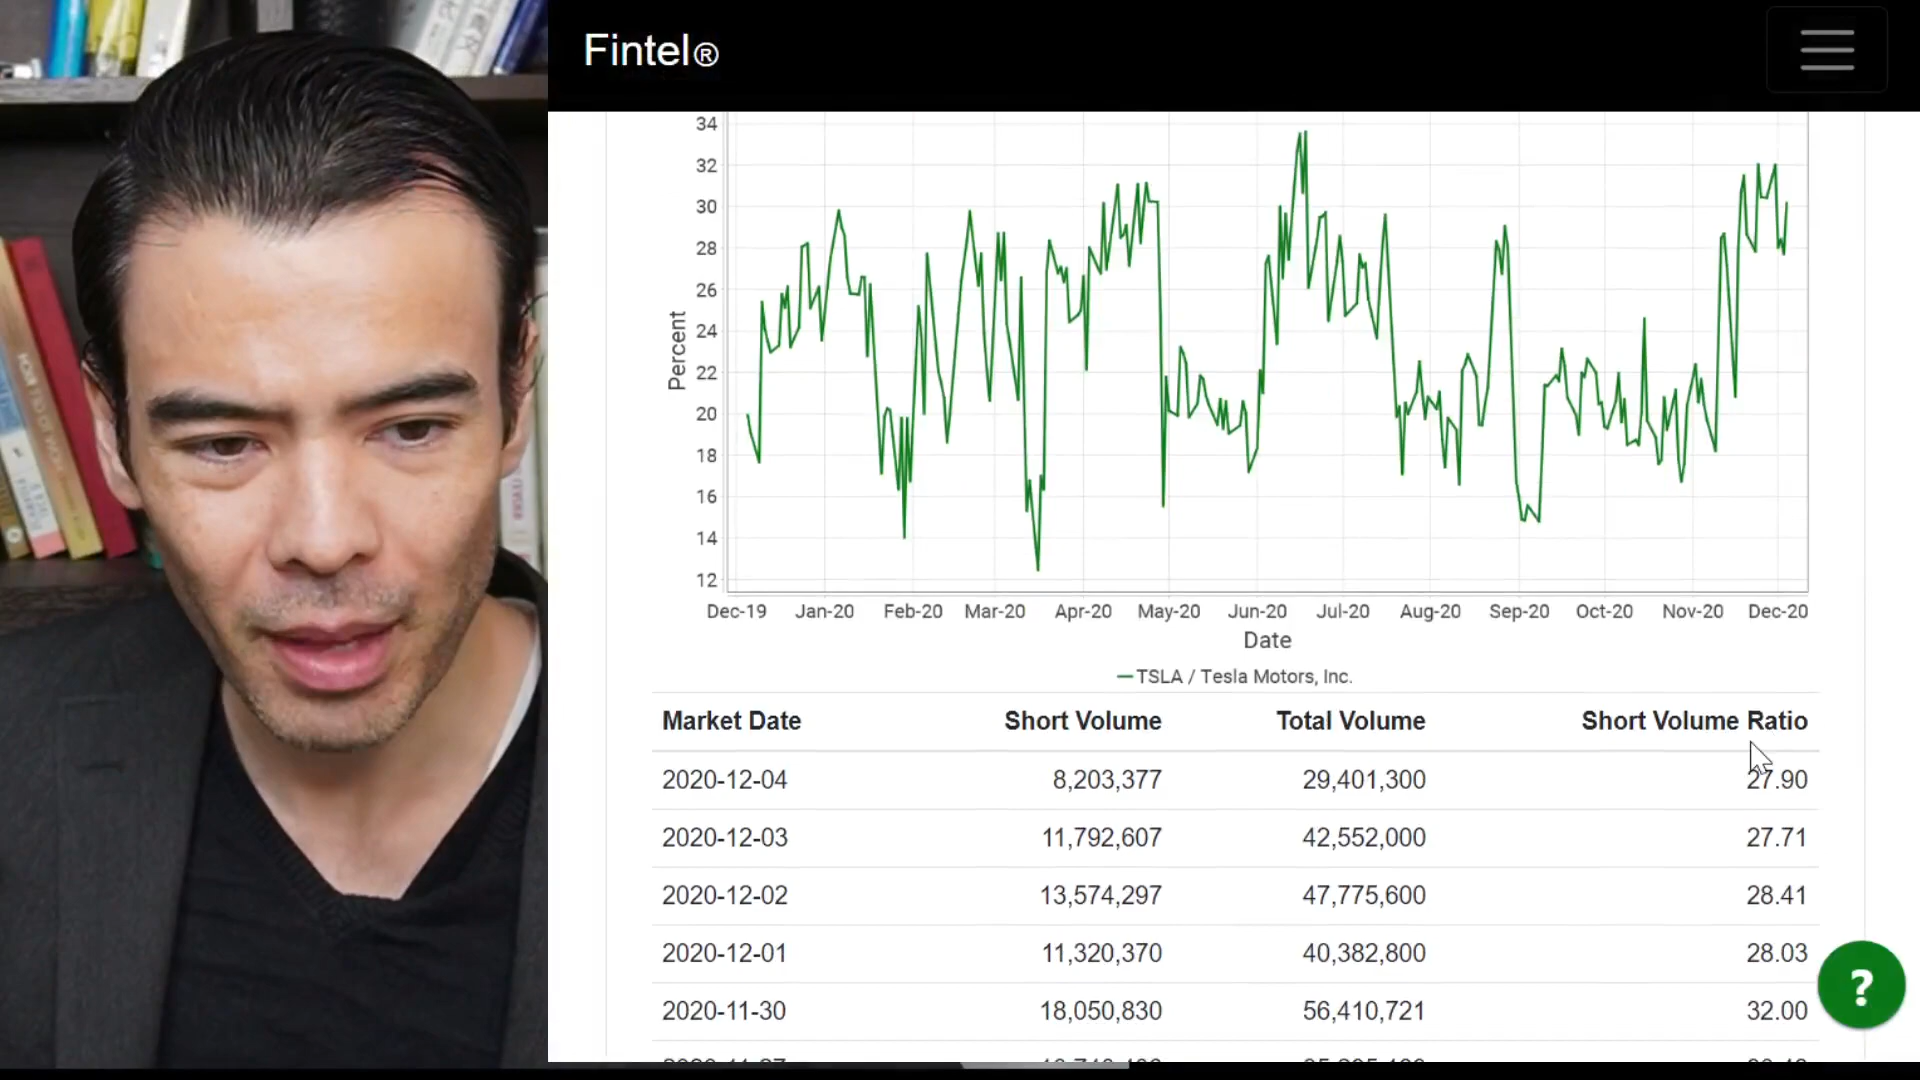 Fintel®
34
32
30
28
26
24
22
20
18
16
14
12
Percent
Dec-19 Jan-20 Feb-20 Mar-20 Apr-20 May-20 Jun-20 Jul-20 Aug-20 Sep-20 Oct-20 Nov-20 Dec-20
Date
TSLA / Tesla Motors, Inc.
Market Date Short Volume Total Volume Short Volume Ratio
2020-12-04 8,203,377 29,401,300 27.90
2020-12-03 11,792,607 42,552,000 27.71
2020-12-02 13,574,297 47,775,600 28.41
2020-12-01 11,320,370 40,382,800 28.03
2020-11-30 18,050,830 56,410,721 32.00
?